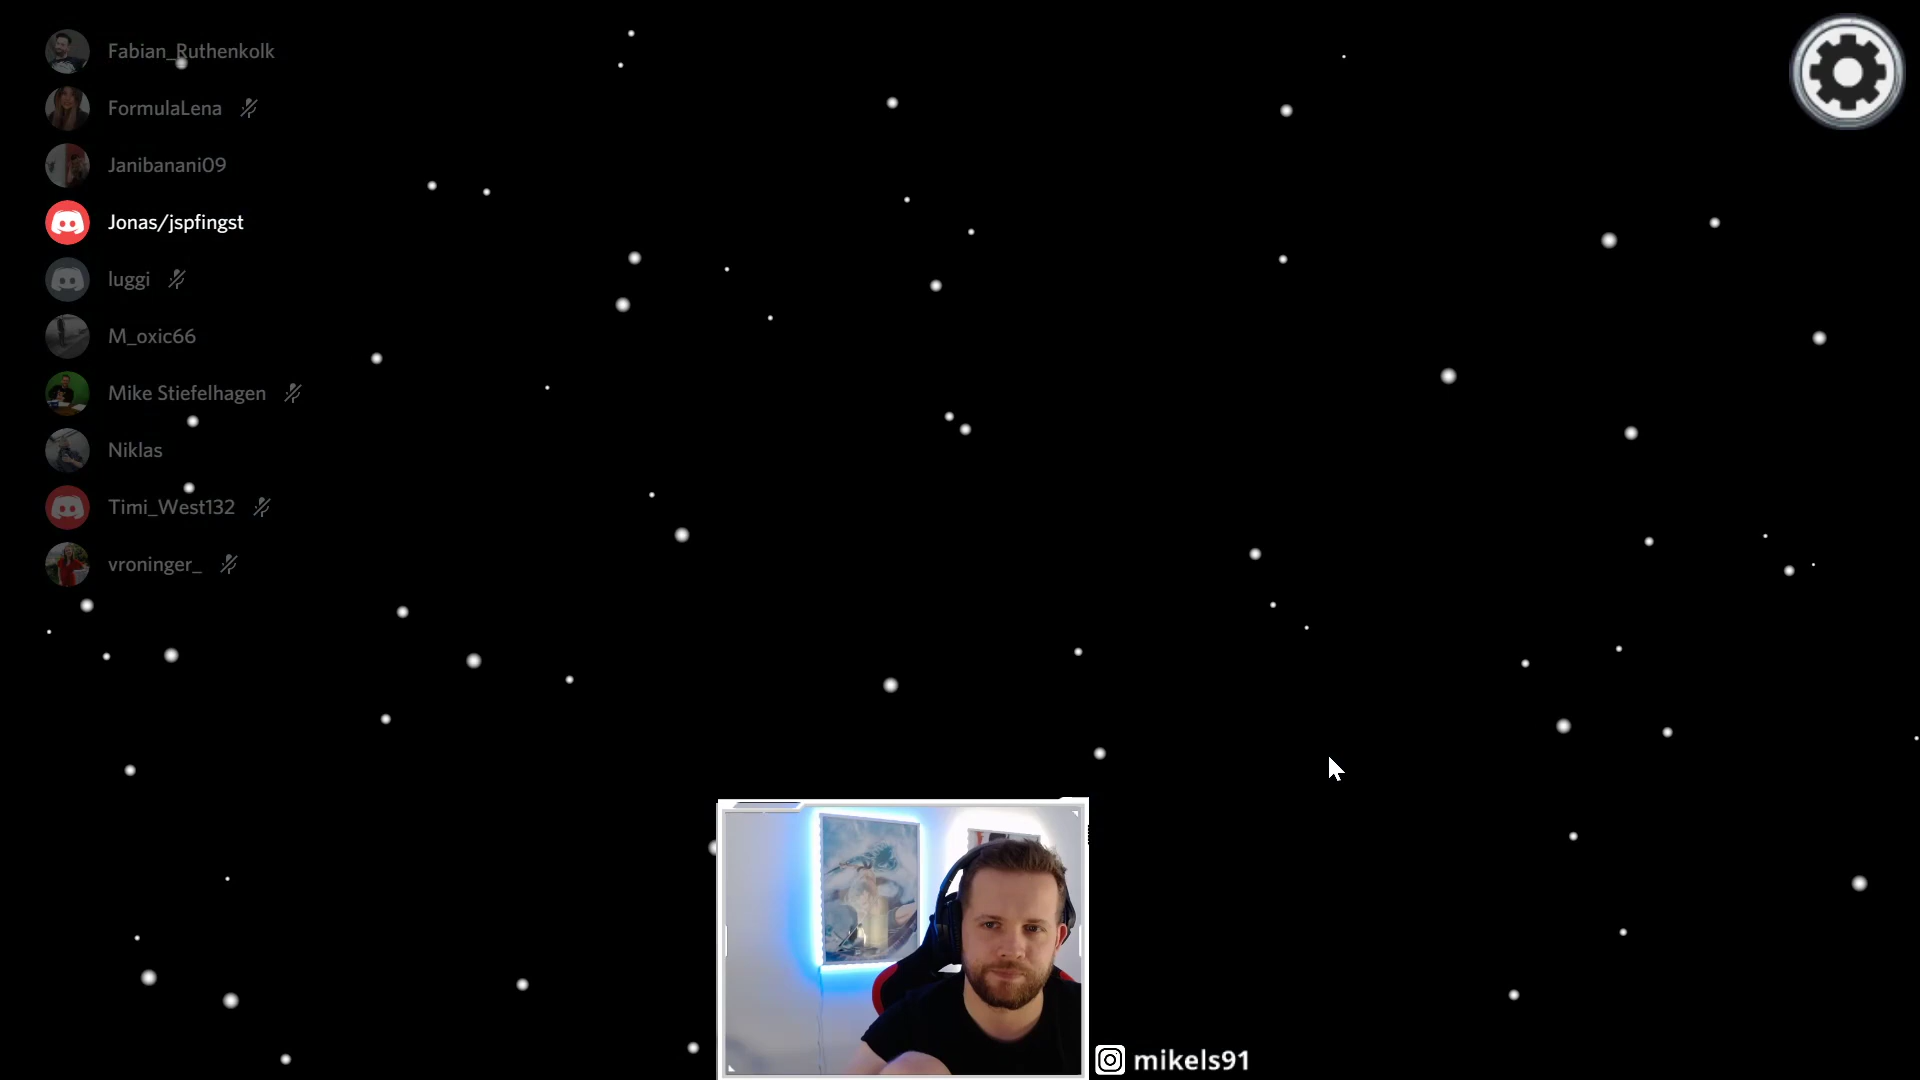 Fabian_Ruthenkolk
FormulaLena
Janibanani09
Jonas/jspfingst
luggi
M_oxic66
Mike Stiefelhagen
Niklas
Timi_West132
vroninger_
mikels91